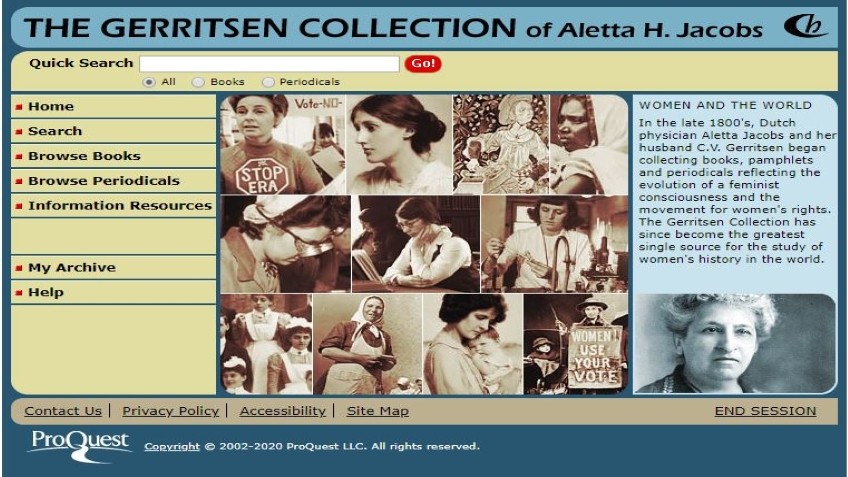 THE GERRITSEN COLLECTION of Aletta H. Jacobs
Quick Search Go!
All Books Periodicals
Home
Search
Browse Books
Browse Periodicals
Information Resources
My Archive
Help
Vote-NO-
STOP
ERA
WOMEN!
USE
YOUR
VOTE
WOMEN AND THE WORLD
In the late 1800's, Dutch
physician Aletta Jacobs and her
husband C.V. Gerritsen began
collecting books, pamphlets
and periodicals reflecting the
evolution of a feminist
consciousness and the
movement for women's rights.
The Gerritsen Collection has
since become the greatest
single source for the study of
women's history in the world.
Contact Us | Privacy Policy | Accessibility | Site Map END SESSION
ProQuest Copyright © 2002-2020 ProQuest LLC. All rights reserved.